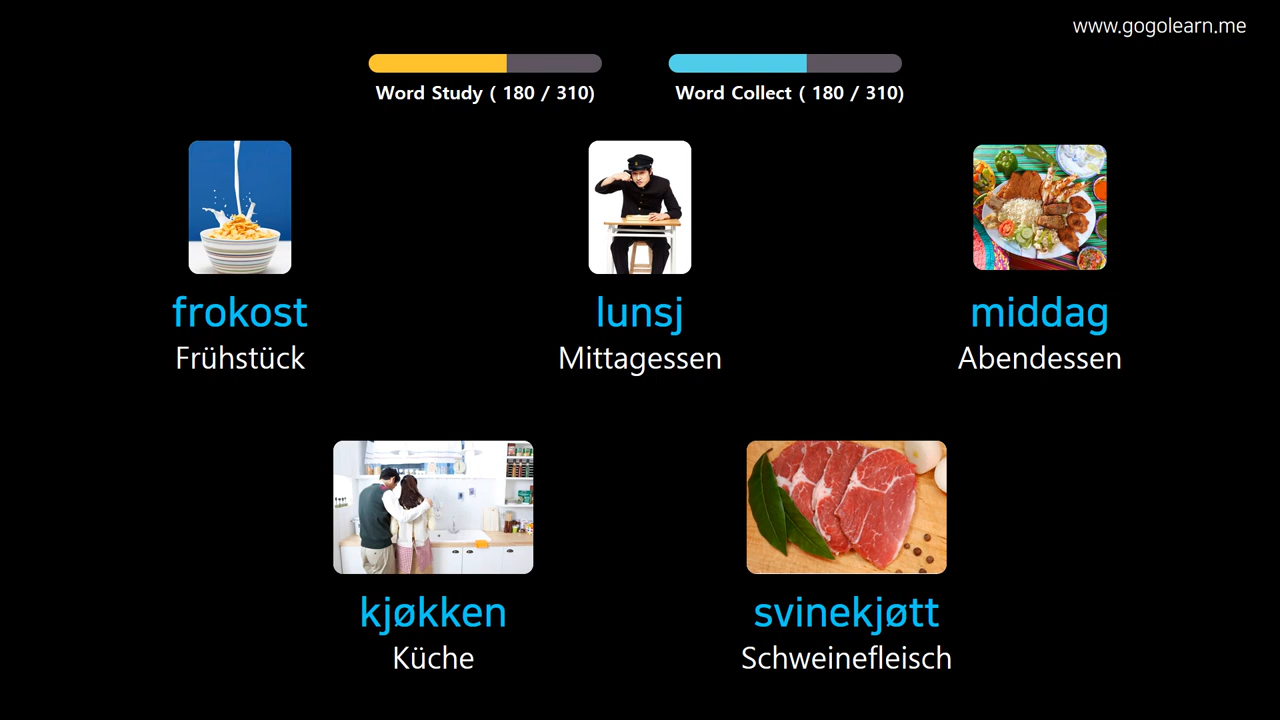 www.gogolearn.me
Word Study ( 180 / 310)
Word Collect ( 180 / 310)
frokost
Frühstück
lunsj
Mittagessen
middag
Abendessen
kjøkken
Küche
svinekjøtt
Schweinefleisch